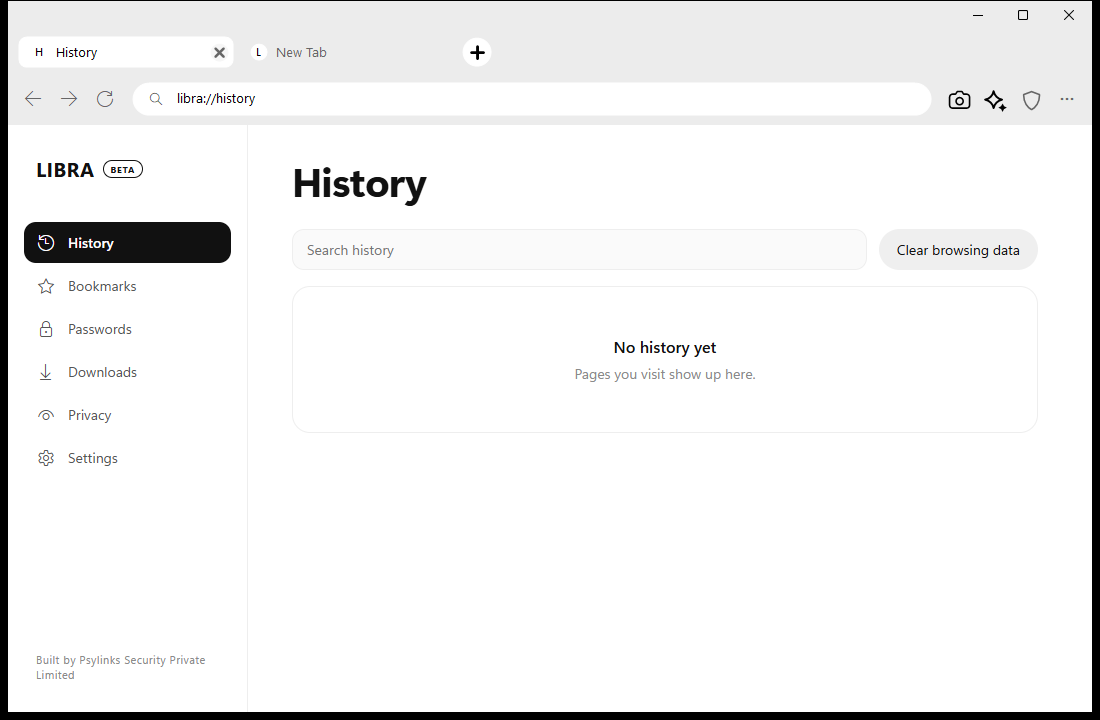 H History
L New Tab
libra://history
LIBRA BETA
History
Bookmarks
Passwords
Downloads
Privacy
Settings
Built by Psylinks Security Private
Limited
History
Search history
Clear browsing data
No history yet
Pages you visit show up here.